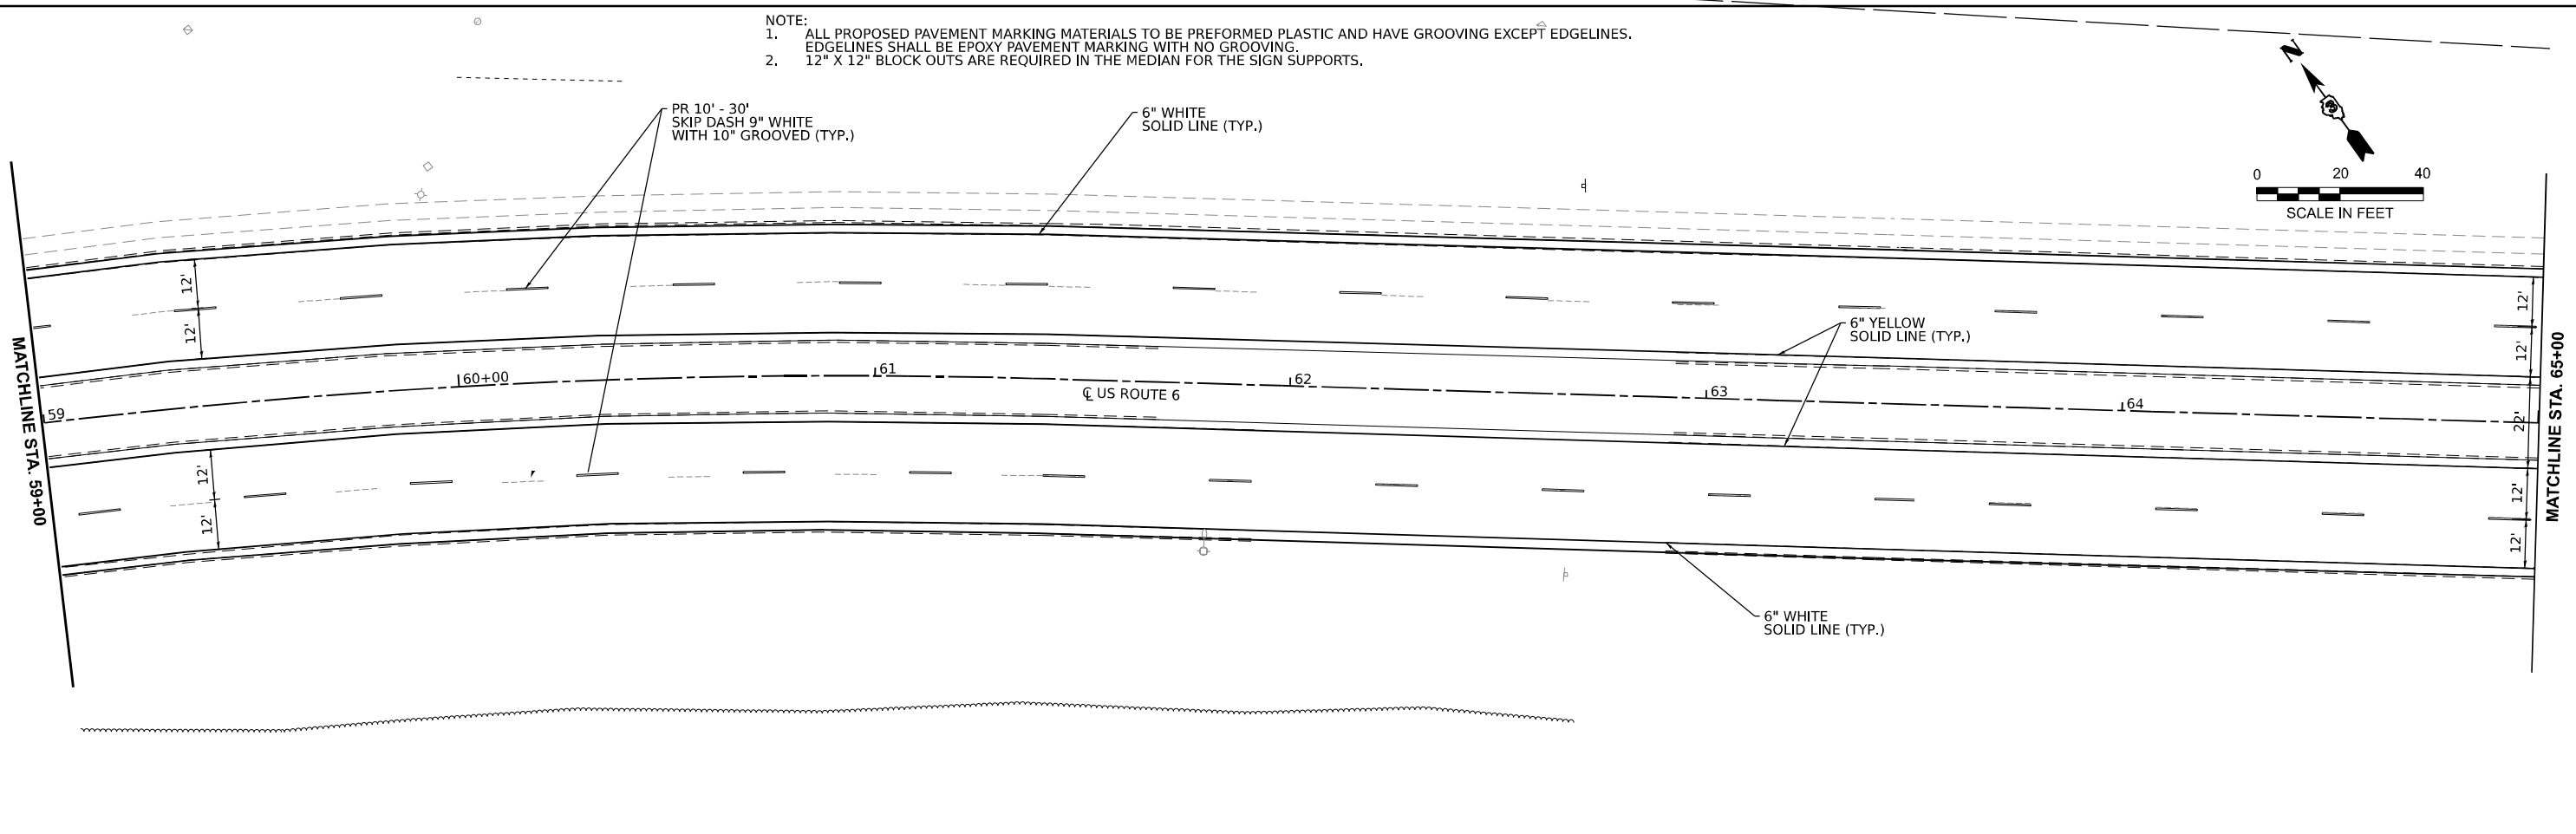 NOTE:
1. ALL PROPOSED PAVEMENT MARKING MATERIALS TO BE PREFORMED PLASTIC AND HAVE GROOVING EXCEPT EDGELINES.
EDGELINES SHALL BE EPOXY PAVEMENT MARKING WITH NO GROOVING.
2. 12" X 12" BLOCK OUTS ARE REQUIRED IN THE MEDIAN FOR THE SIGN SUPPORTS.
N
3
PR 10' - 30'
SKIP DASH 9" WHITE
WITH 10" GROOVED (TYP.)
6" WHITE
SOLID LINE (TYP.)
0 20 40
SCALE IN FEET
12'
12'
12'
12'
6" YELLOW
SOLID LINE (TYP.)
MATCHLINE STA. 59+00
59
60+00
61
62
63
64
℄ US ROUTE 6
22'
MATCHLINE STA. 65+00
12'
12'
12'
12'
6" WHITE
SOLID LINE (TYP.)